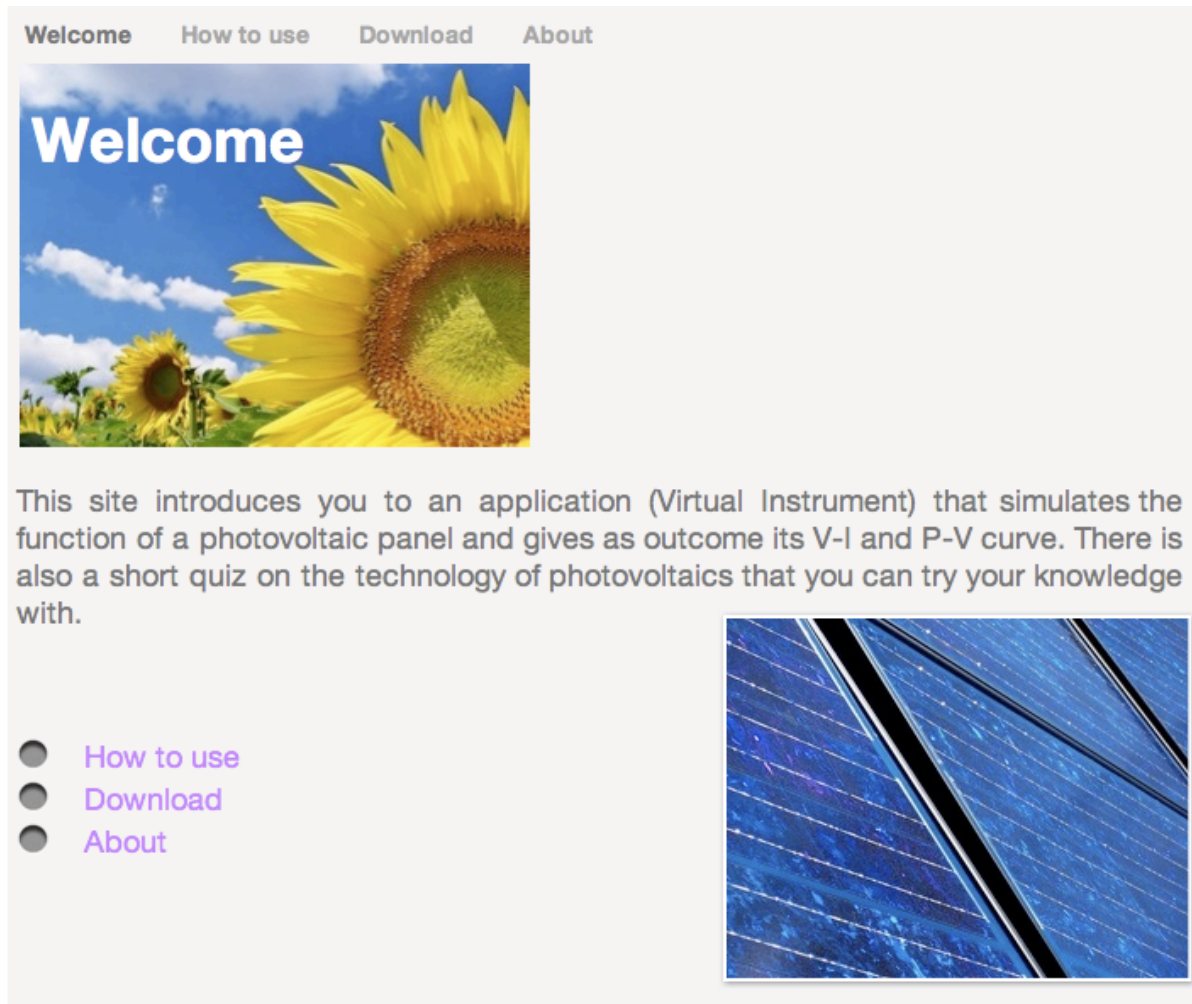 Welcome How to use Download About
Welcome
This site introduces you to an application (Virtual Instrument) that simulates the
function of a photovoltaic panel and gives as outcome its V-I and P-V curve. There is
also a short quiz on the technology of photovoltaics that you can try your knowledge
with.
How to use
Download
About